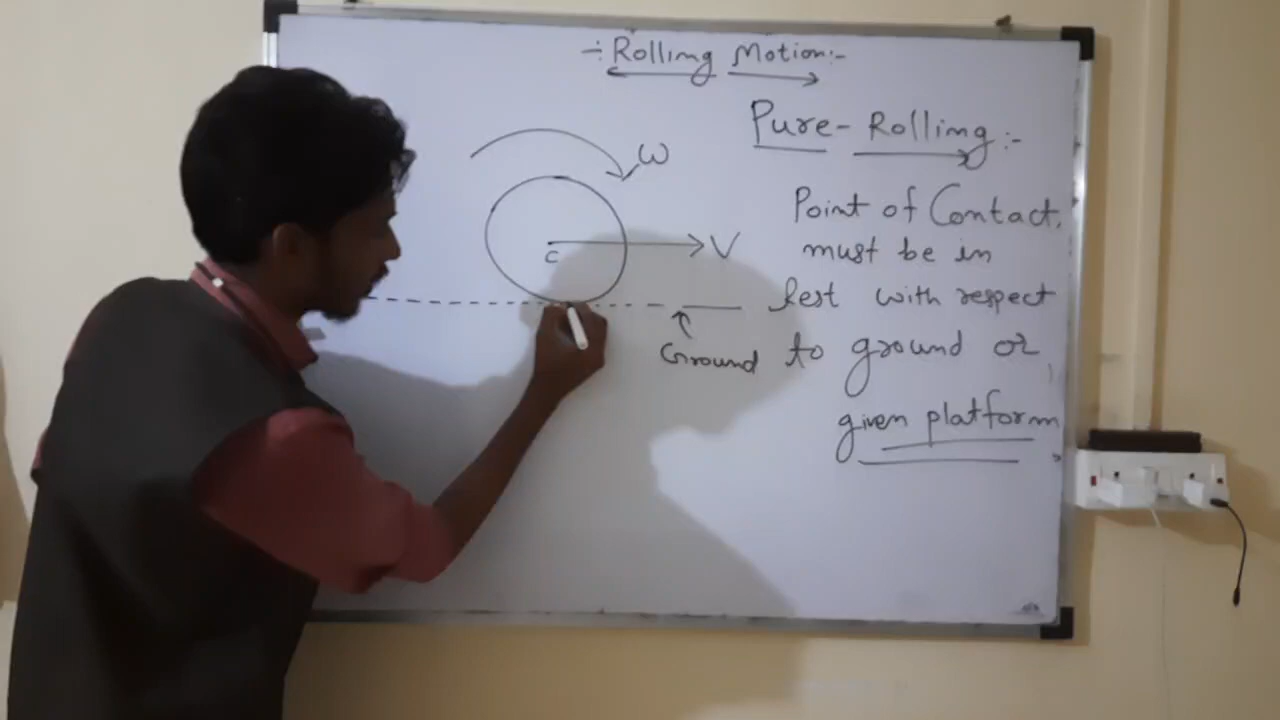 ÷ Rolling Motion:-
Pure- Rolling:-
ω
Point of Contact,
C
V
must be in
Rest with respect
Ground
to ground or
given platform